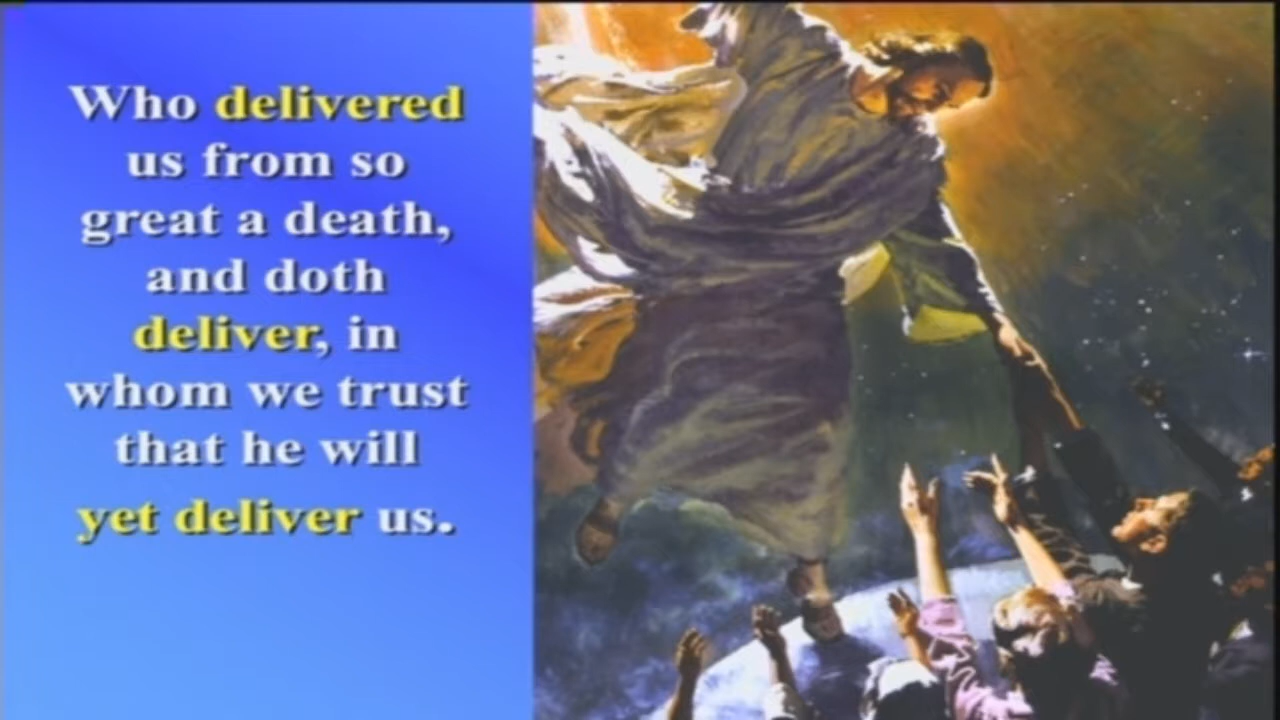 Who delivered
us from so
great a death,
and doth
deliver, in
whom we trust
that he will
yet deliver us.